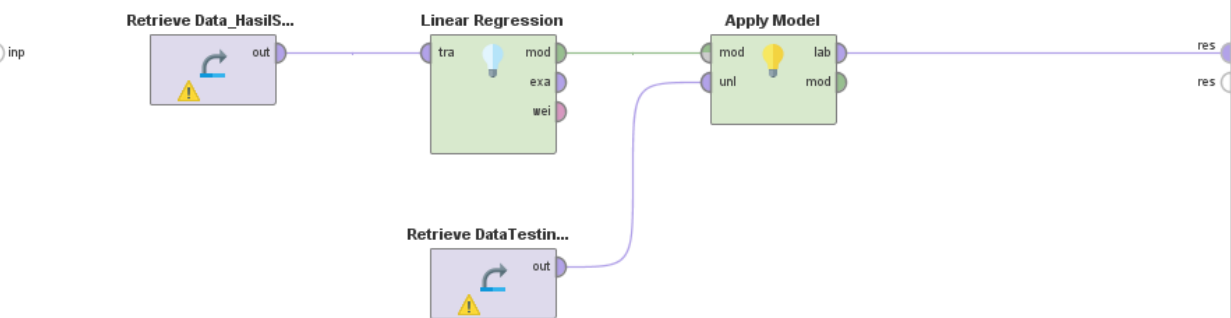 Retrieve Data_HasilS...
Linear Regression
Apply Model
inp
out
tra
mod
exa
wei
mod
lab
unl
mod
res
res
Retrieve DataTestin...
out